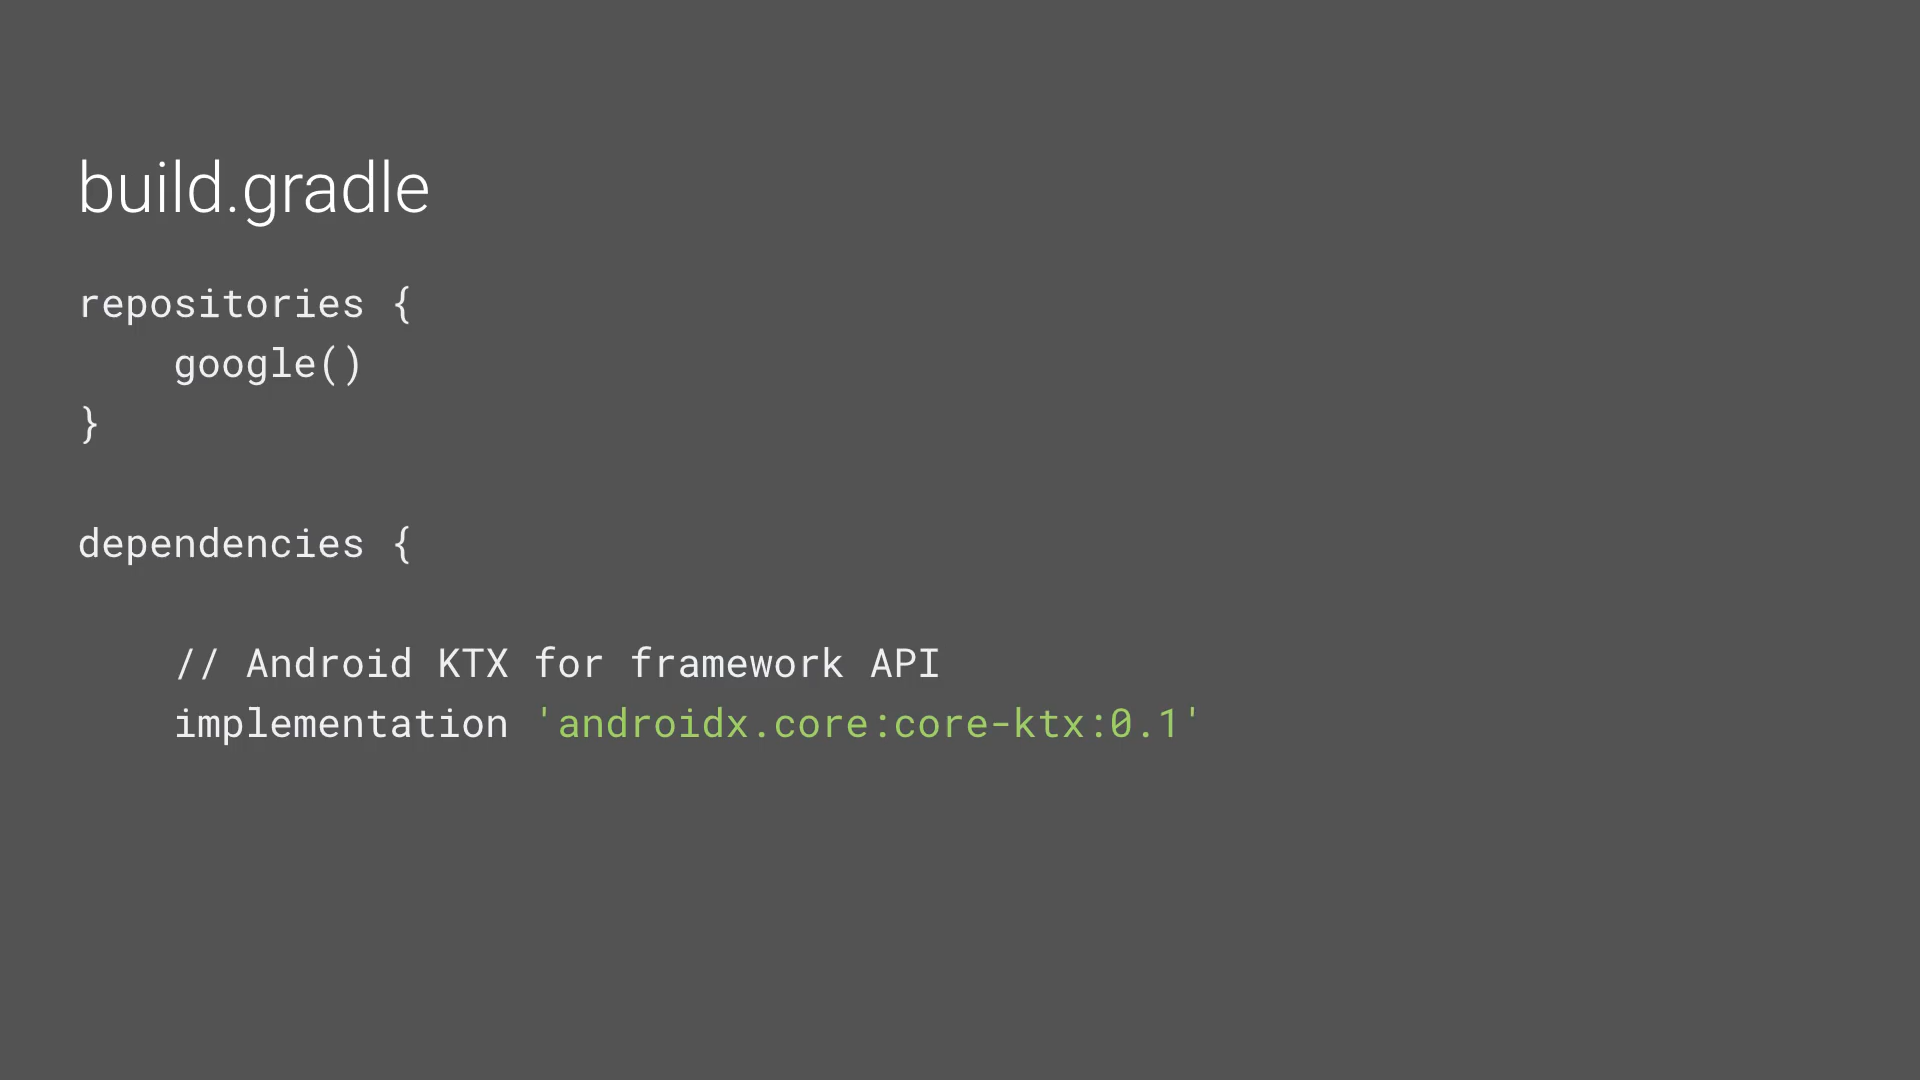 build.gradle
repositories {
    google()
}
dependencies {
    // Android KTX for framework API
    implementation 'androidx.core:core-ktx:0.1'